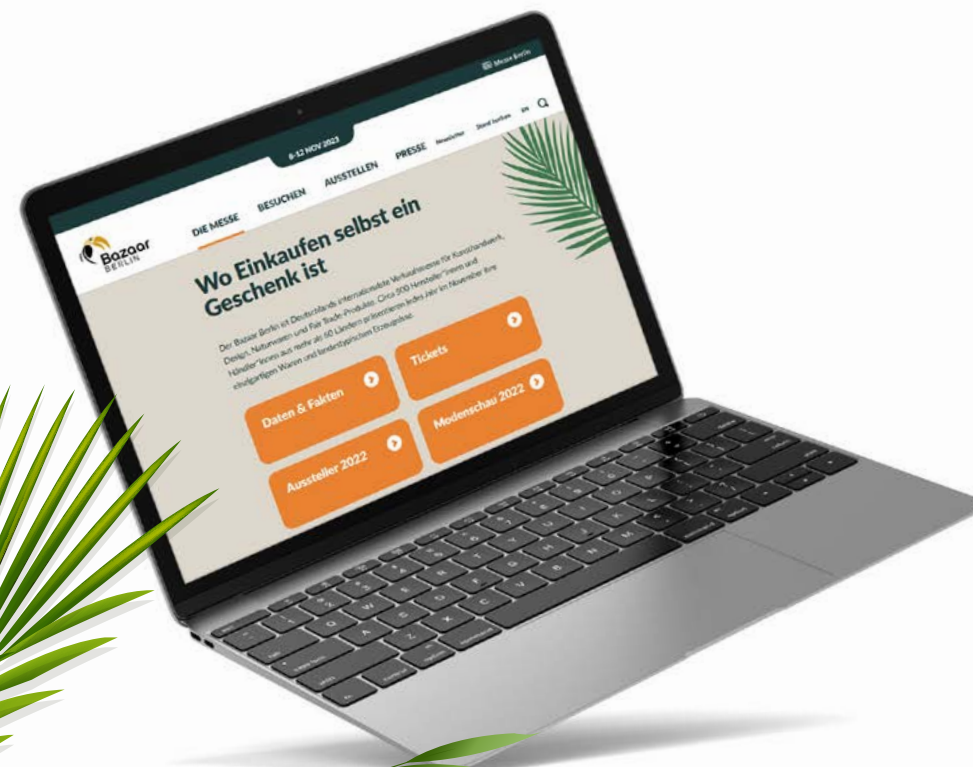 Messe Berlin
8-12 NOV 2023
Bazaar
BERLIN
DIE MESSE
BESUCHEN
AUSSTELLEN
PRESSE
Newsletter
Stand buchen
EN
Wo Einkaufen selbst ein
Geschenk ist
Der Bazaar Berlin ist Deutschlands internationalste Verkaufsmesse für Kunsthandwerk,
Design, Naturwaren und Fair Trade-Produkte. Circa 500 Hersteller*innen und
Händler*innen aus mehr als 60 Ländern präsentieren jedes Jahr im November ihre
einzigartigen Waren und landestypischen Erzeugnisse.
Daten & Fakten
Tickets
Aussteller 2022
Modenschau 2022